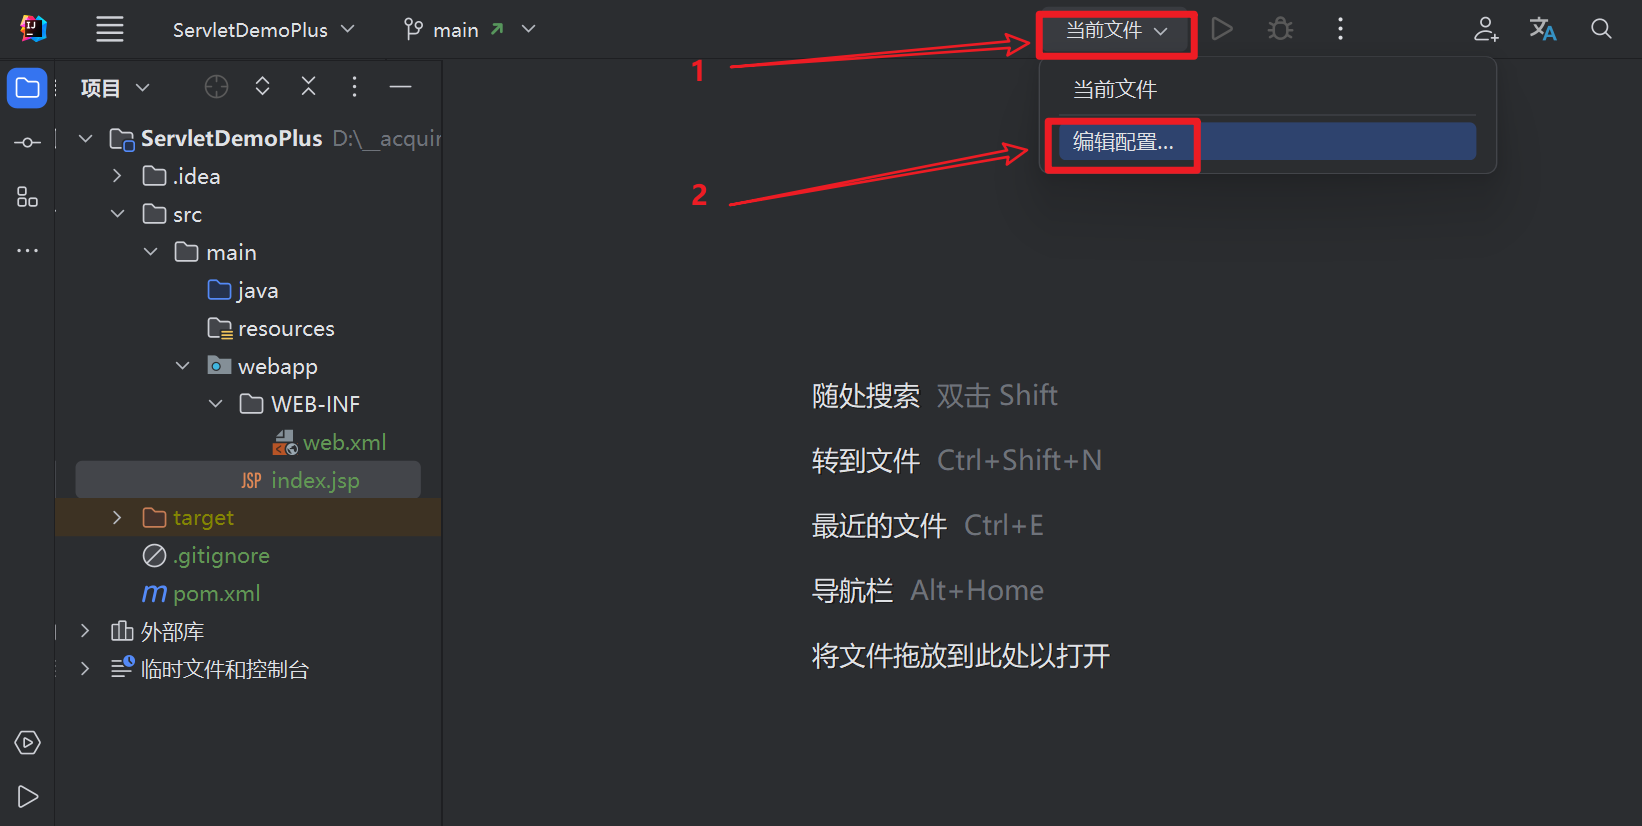 ServletDemoPlus
main
当前文件
当前文件
编辑配置...
1
2
项目
ServletDemoPlus D:\__acquir
.idea
src
main
java
resources
webapp
WEB-INF
web.xml
JSP index.jsp
target
.gitignore
m pom.xml
外部库
临时文件和控制台
随处搜索 双击 Shift
转到文件 Ctrl+Shift+N
最近的文件 Ctrl+E
导航栏 Alt+Home
将文件拖放到此处以打开